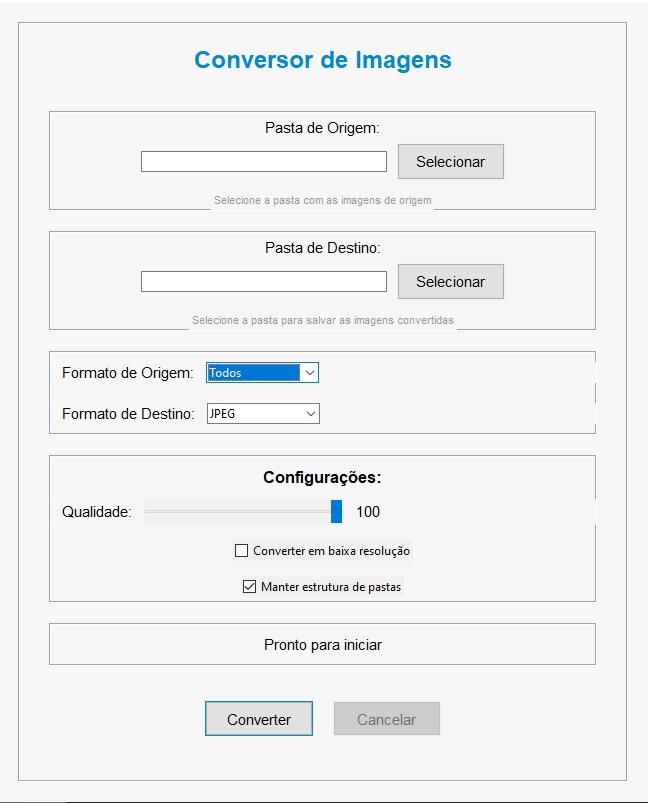 Conversor de Imagens
Pasta de Origem:
Selecionar
Selecione a pasta com as imagens de origem
Pasta de Destino:
Selecionar
Selecione a pasta para salvar as imagens convertidas
Formato de Origem: Todos
Formato de Destino: JPEG
Configurações:
Qualidade: 100
Converter em baixa resolução
Manter estrutura de pastas
Pronto para iniciar
Converter Cancelar